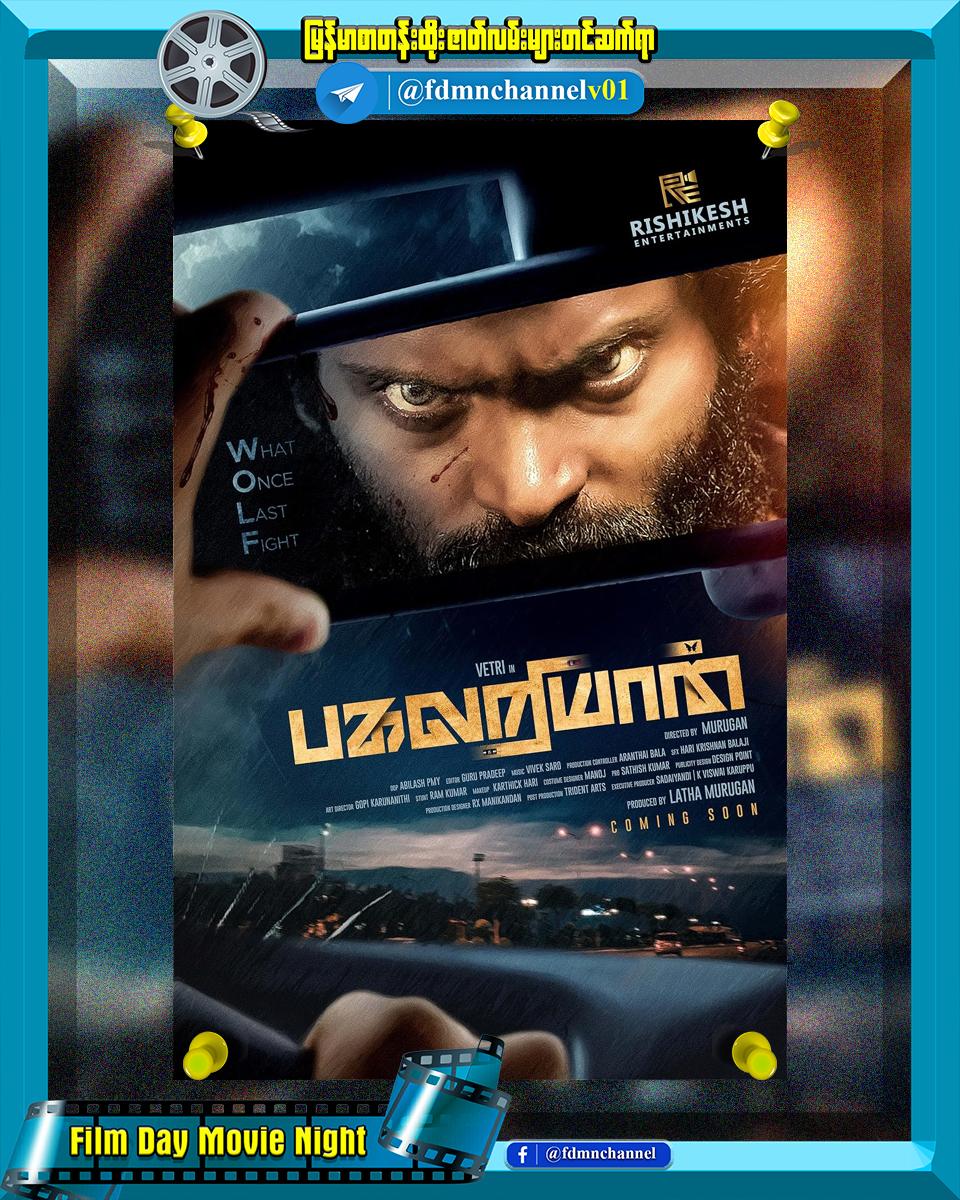 မြန်မာစာတန်းထိုးဇာတ်လမ်းများတင်ဆက်ရာ
@fdmnchannelv01
RE
RISHIKESH
ENTERTAINMENTS
WHAT
ONCE
LAST
FIGHT
VETRI IN
பகலறியான்
DIRECTED BY MURUGAN
DOP ABILASH PMY EDITOR GURU PRADEEP MUSIC VIVEK SARO PRODUCTION CONTROLLER ARANTHAI BALA SFX HARI KRISHNAN BALAJI
ART DIRECTOR GOPI KARUNANITHI STUNT RAM KUMAR MAKEUP KARTHICK HARI COSTUME DESIGNER MANOJ PRO SATHISH KUMAR PUBLICITY DESIGN DESIGN POINT
PRODUCTION DESIGNER RX MANIKANDAN POST PRODUCTION TRIDENT ARTS EXECUTIVE PRODUCER SADAIYANDI | K VISWAI KARUPPU
PRODUCED BY LATHA MURUGAN
COMING SOON
Film Day Movie Night
f | @fdmnchannel